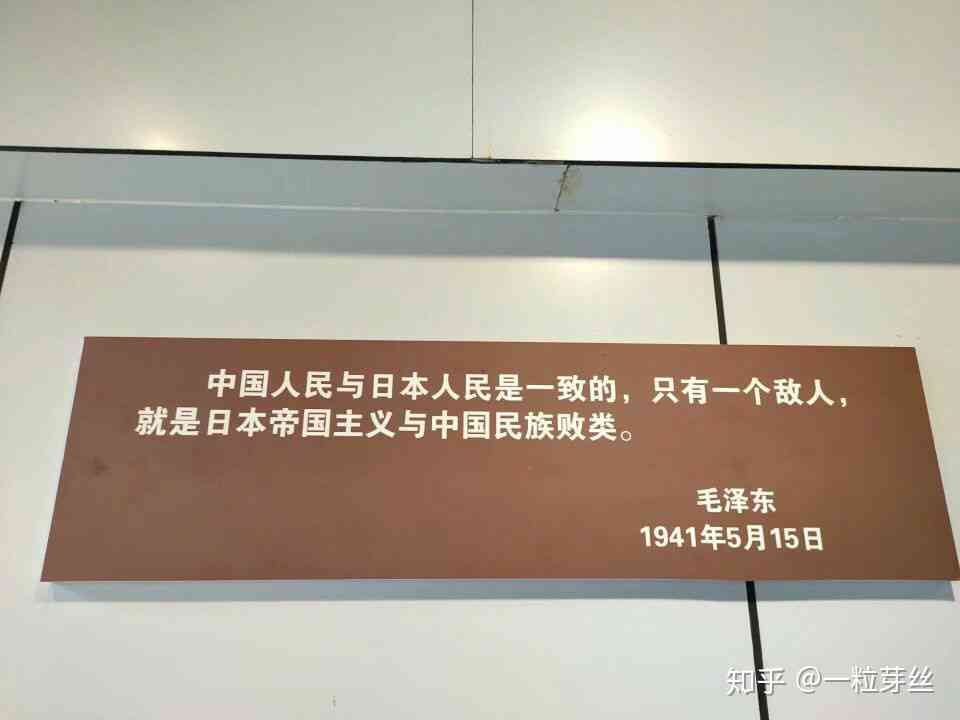 中国人民与日本人民是一致的，只有一个敌人，
就是日本帝国主义与中国民族败类。
毛泽东
1941年5月15日
知乎 @一粒芽丝